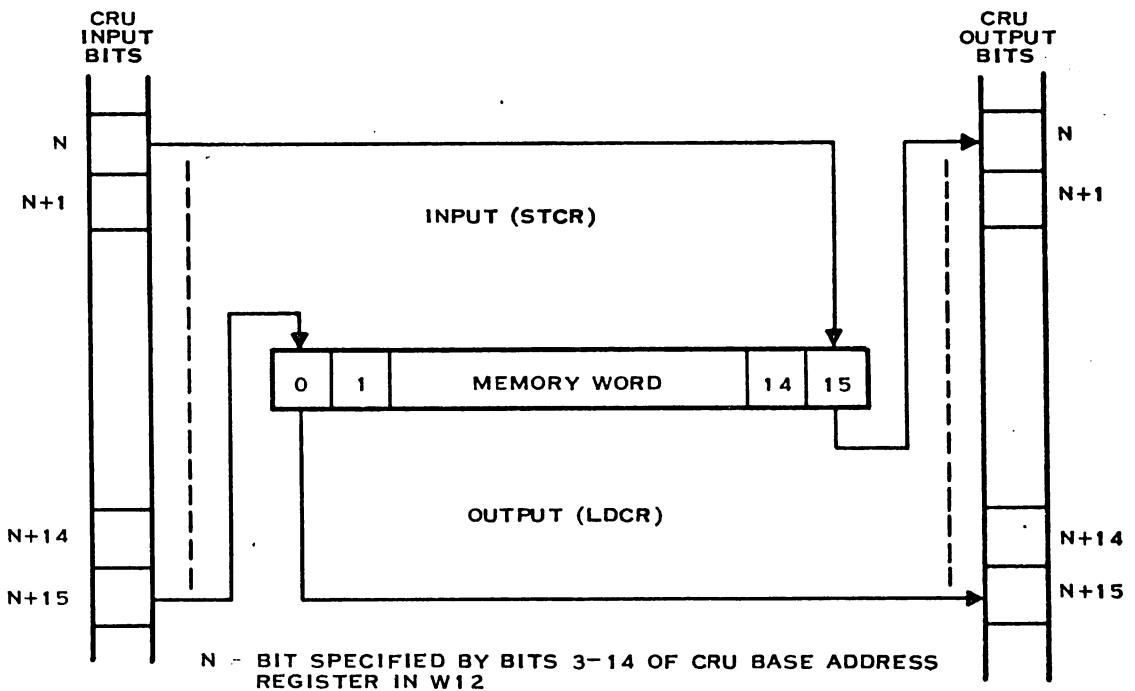 CRU
INPUT
BITS
CRU
OUTPUT
BITS
N
N
N+1
N+1
INPUT (STCR)
0
1
MEMORY WORD
14
15
OUTPUT (LDCR)
N+14
N+14
N+15
N+15
N - BIT SPECIFIED BY BITS 3-14 OF CRU BASE ADDRESS
REGISTER IN W12